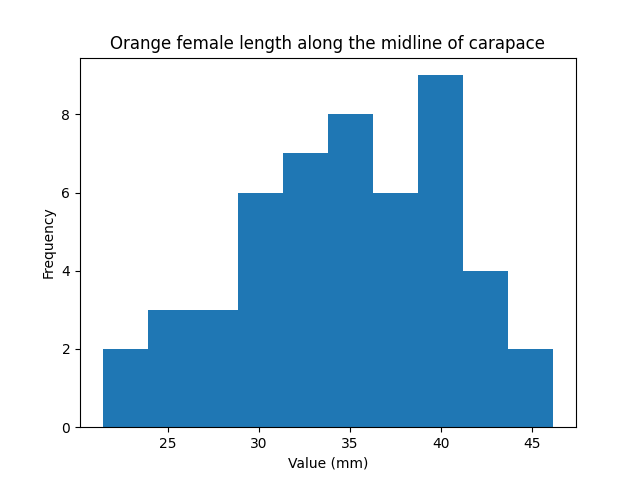 Orange female length along the midline of carapace
8
6
4
2
0
Frequency
25 30 35 40 45
Value (mm)